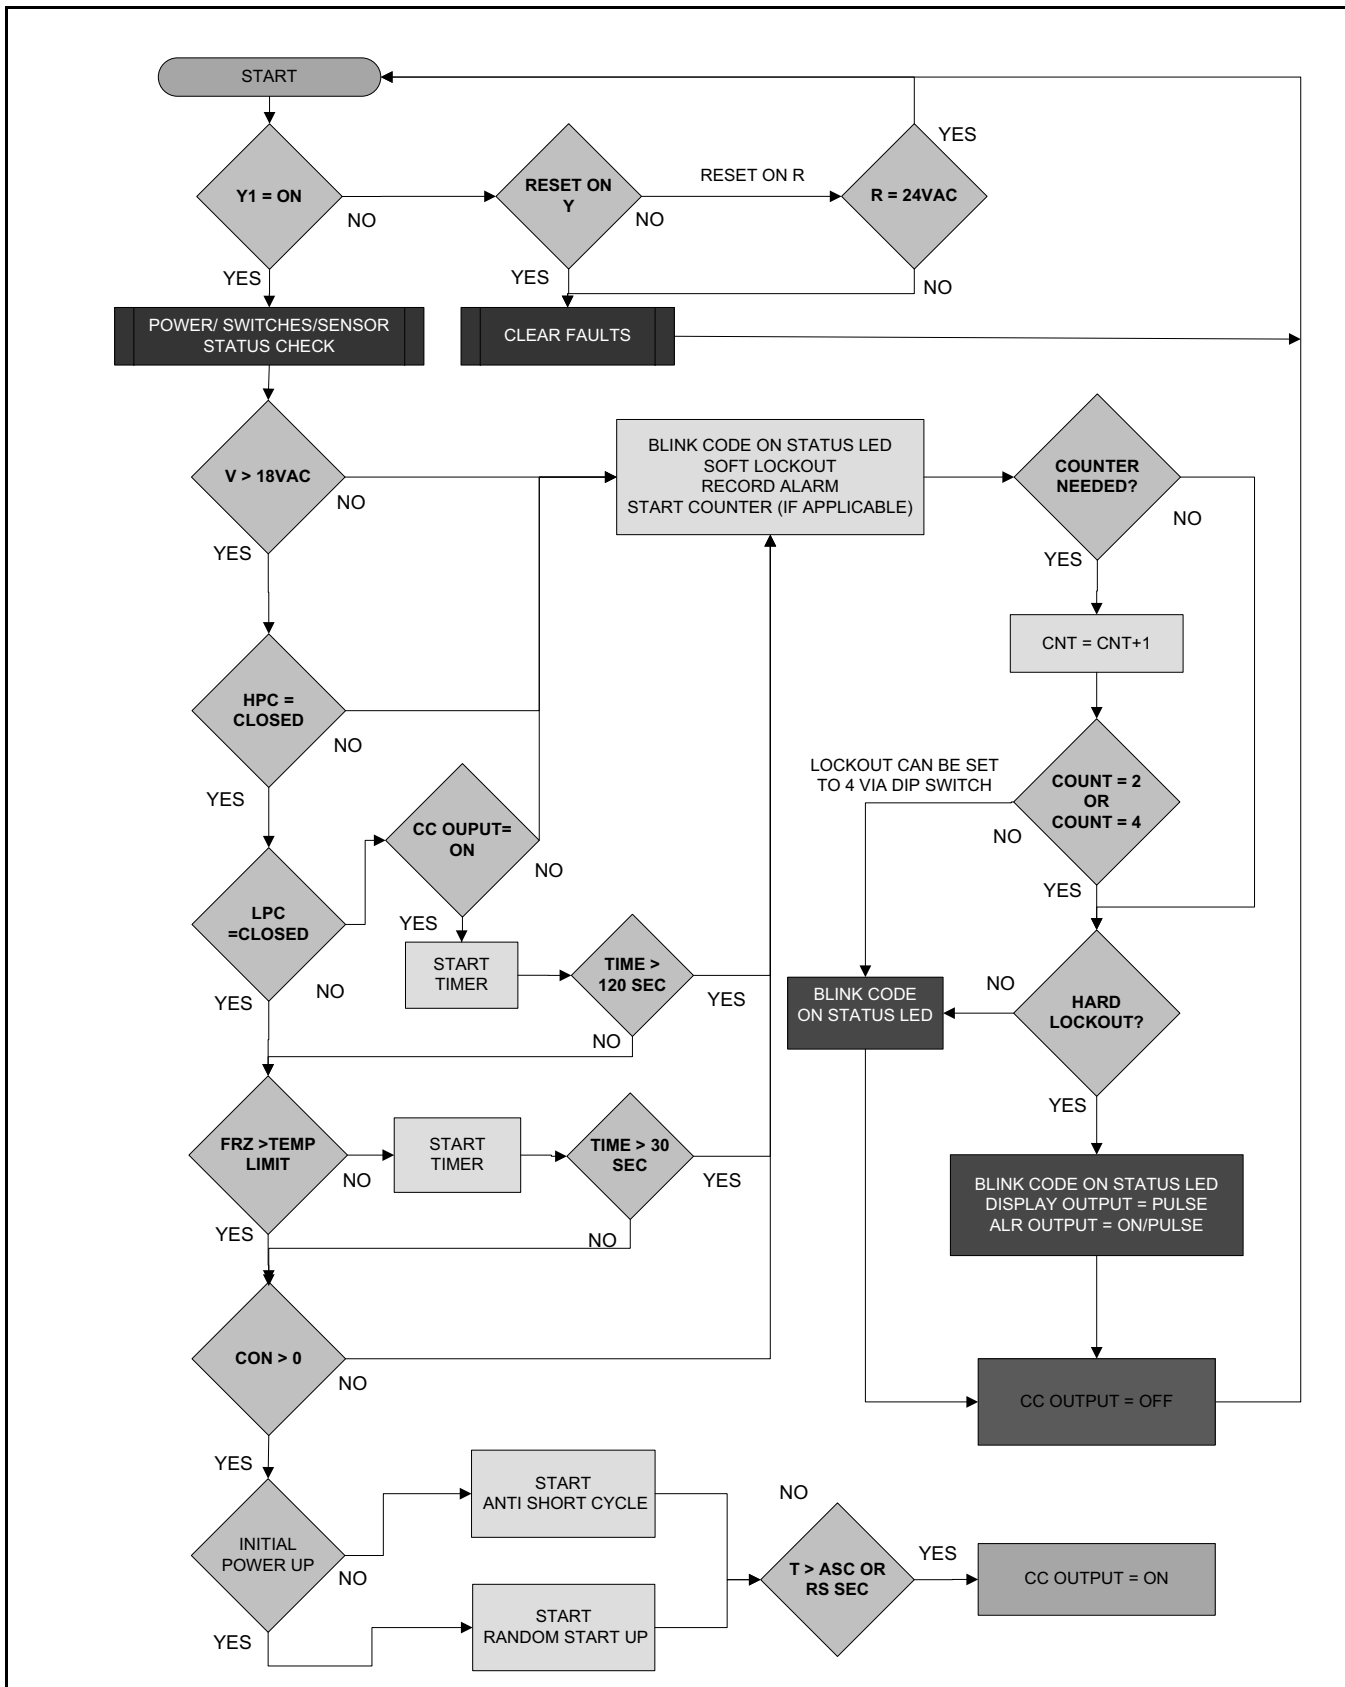 START
Y1 = ON
NO
YES
RESET ON
Y
NO
YES
RESET ON R
R = 24VAC
YES
NO
POWER/ SWITCHES/SENSOR
STATUS CHECK
CLEAR FAULTS
V > 18VAC
NO
YES
BLINK CODE ON STATUS LED
SOFT LOCKOUT
RECORD ALARM
START COUNTER (IF APPLICABLE)
COUNTER
NEEDED?
NO
YES
CNT = CNT+1
HPC =
CLOSED
NO
YES
LOCKOUT CAN BE SET
TO 4 VIA DIP SWITCH
COUNT = 2
OR
COUNT = 4
NO
YES
CC OUPUT=
ON
NO
YES
LPC
=CLOSED
NO
YES
START
TIMER
TIME >
120 SEC
YES
NO
BLINK CODE
ON STATUS LED
NO
HARD
LOCKOUT?
YES
FRZ >TEMP
LIMIT
NO
YES
START
TIMER
TIME > 30
SEC
YES
NO
BLINK CODE ON STATUS LED
DISPLAY OUTPUT = PULSE
ALR OUTPUT = ON/PULSE
CON > 0
NO
YES
CC OUTPUT = OFF
INITIAL
POWER UP
NO
YES
START
ANTI SHORT CYCLE
START
RANDOM START UP
NO
T > ASC OR
RS SEC
YES
CC OUTPUT = ON